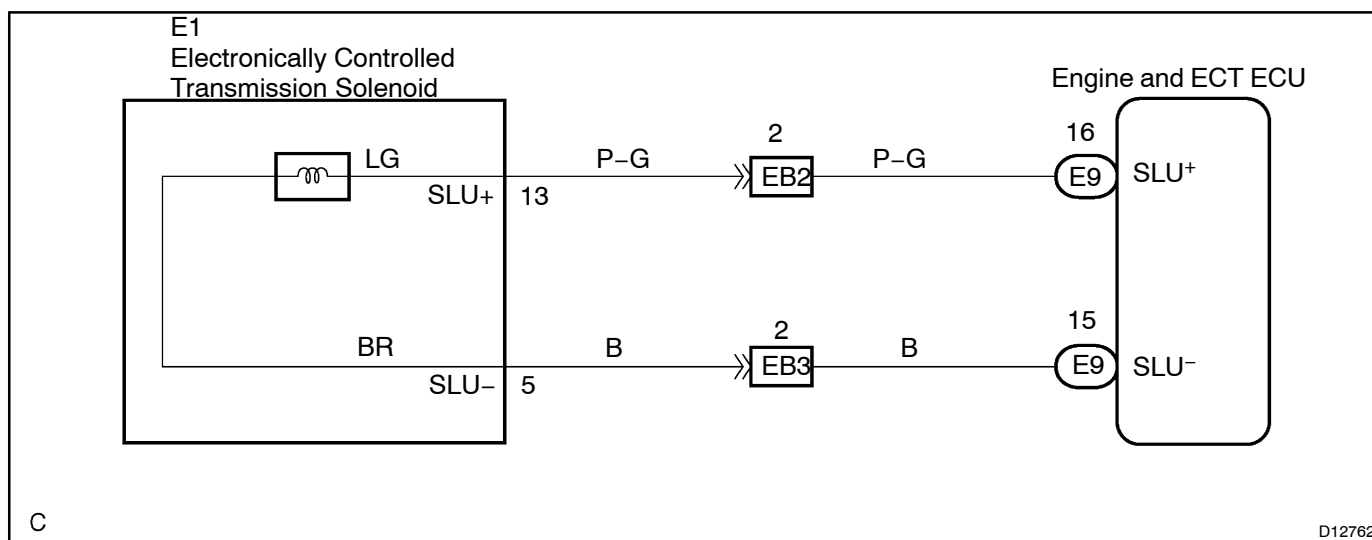 E1
Electronically Controlled
Transmission Solenoid
Engine and ECT ECU
LG
P−G
2
P−G
16
SLU+
13
EB2
E9
SLU+
BR
B
2
B
15
SLU−
5
EB3
E9
SLU−
C
D12762